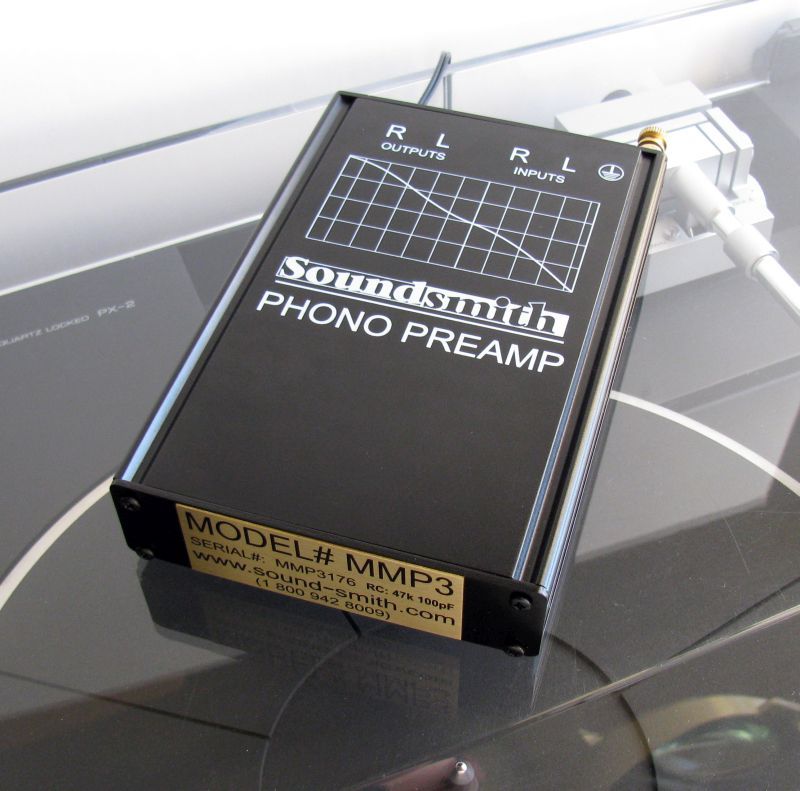 R L
OUTPUTS
R L
INPUTS
Soundsmith
PHONO PREAMP
QUARTZ LOCKED PX-2
MODEL# MMP3
SERIAL#: MMP3176 RC: 47k 100pF
www.sound-smith.com
(1 800 942 8009)